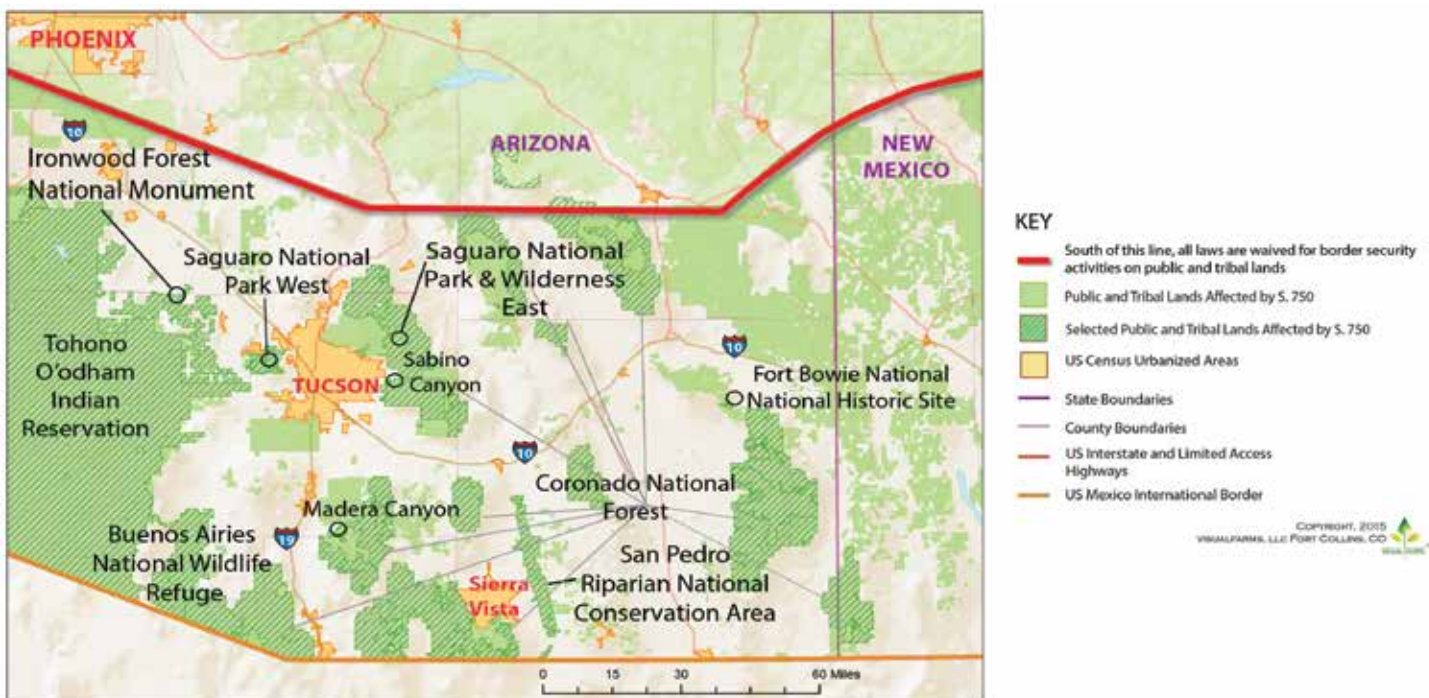 PHOENIX
10
ARIZONA
NEW
MEXICO
Ironwood Forest
National Monument
Saguaro National
Park West
Saguaro National
Park & Wilderness
East
Tohono
O'odham
Indian
Reservation
TUCSON
Sabino
Canyon
10
Fort Bowie National
National Historic Site
10
Coronado National
Forest
Madera Canyon
Buenos Airies
National Wildlife
Refuge
19
Sierra
Vista
San Pedro
Riparian National
Conservation Area
0 15 30 60 Miles
KEY
South of this line, all laws are waived for border security
activities on public and tribal lands
Public and Tribal Lands Affected by S. 750
Selected Public and Tribal Lands Affected by S. 750
US Census Urbanized Areas
State Boundaries
County Boundaries
US Interstate and Limited Access
Highways
US Mexico International Border
Copyright, 2015
VisualFarms, LLC Fort Collins, CO